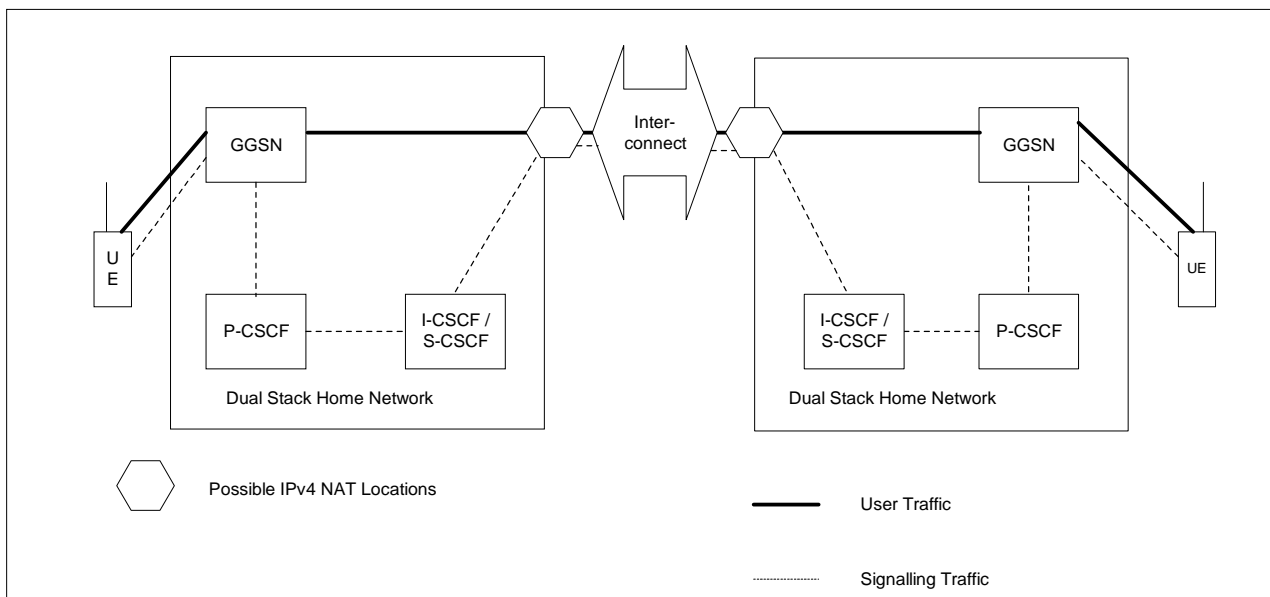 GGSN
Inter-
connect
GGSN
U
E
UE
P-CSCF
I-CSCF /
S-CSCF
I-CSCF /
S-CSCF
P-CSCF
Dual Stack Home Network
Dual Stack Home Network
Possible IPv4 NAT Locations
User Traffic
Signalling Traffic